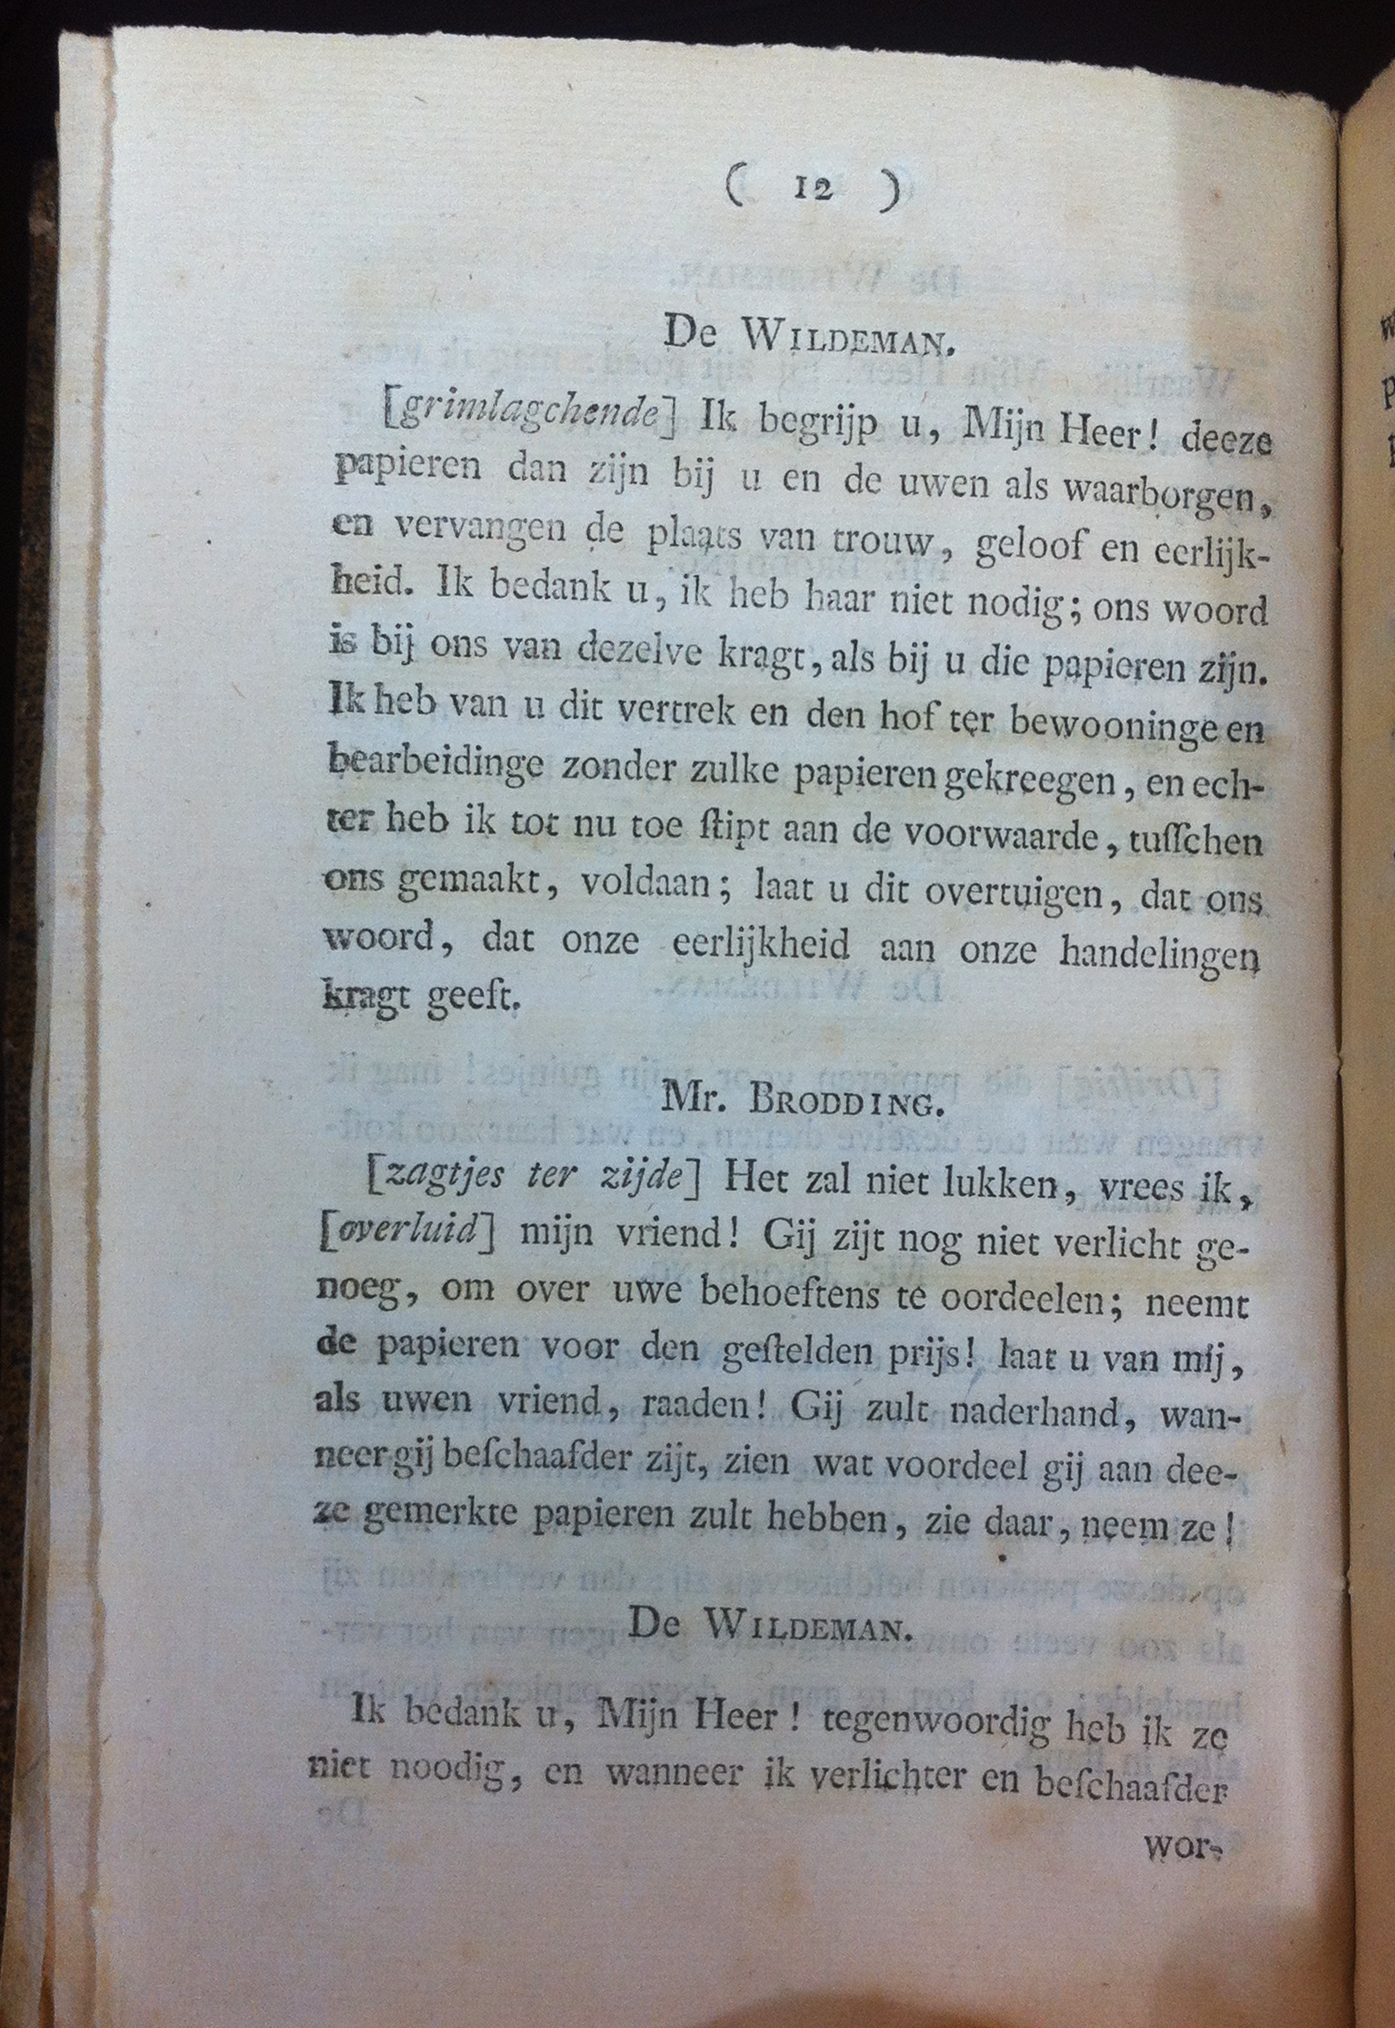 ( 12 )
De WILDEMAN.
[grimlagchende] Ik begrijp u, Mijn Heer! deeze
papieren dan zijn bij u en de uwen als waarborgen,
en vervangen de plaats van trouw, geloof en eerlijk-
heid. Ik bedank u, ik heb haar niet nodig; ons woord
is bij ons van dezelve kragt, als bij u die papieren zijn.
Ik heb van u dit vertrek en den hof ter bewooninge en
bearbeidinge zonder zulke papieren gekreegen, en ech-
ter heb ik tot nu toe ſtipt aan de voorwaarde, tusſchen
ons gemaakt, voldaan; laat u dit overtuigen, dat ons
woord, dat onze eerlijkheid aan onze handelingen
kragt geeft.
Mr. BRODDING.
[zagtjes ter zijde] Het zal niet lukken, vrees ik,
[overluid] mijn vriend! Gij zijt nog niet verlicht ge-
noeg, om over uwe behoeftens te oordeelen; neemt
de papieren voor den geſtelden prijs! laat u van mij,
als uwen vriend, raaden! Gij zult naderhand, wan-
neer gij beſchaafder zijt, zien wat voordeel gij aan dee-
ze gemerkte papieren zult hebben, zie daar, neem ze!
De WILDEMAN.
Ik bedank u, Mijn Heer! tegenwoordig heb ik ze
niet noodig, en wanneer ik verlichter en beſchaafder
wor-